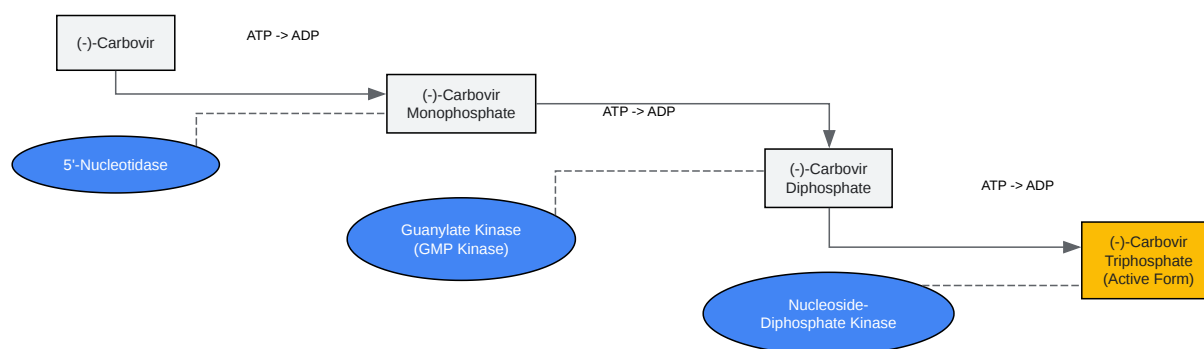 (-)-Carbovir
ATP -> ADP
(-)-Carbovir
Monophosphate
ATP -> ADP
5'-Nucleotidase
(-)-Carbovir
Diphosphate
ATP -> ADP
Guanylate Kinase
(GMP Kinase)
(-)-Carbovir
Triphosphate
(Active Form)
Nucleoside-
Diphosphate Kinase